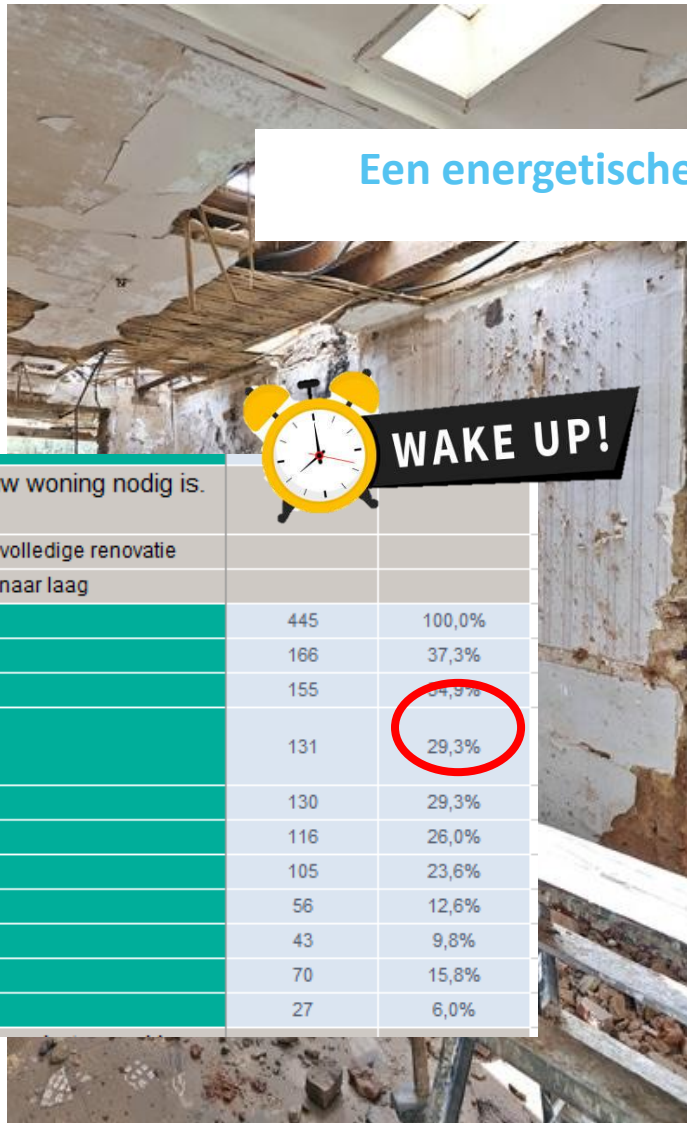 Een energetische
WAKE UP!
w woning nodig is.
volledige renovatie
naar laag
445 100,0%
166 37,3%
155 34,9%
131 29,3%
130 29,3%
116 26,0%
105 23,6%
56 12,6%
43 9,8%
70 15,8%
27 6,0%